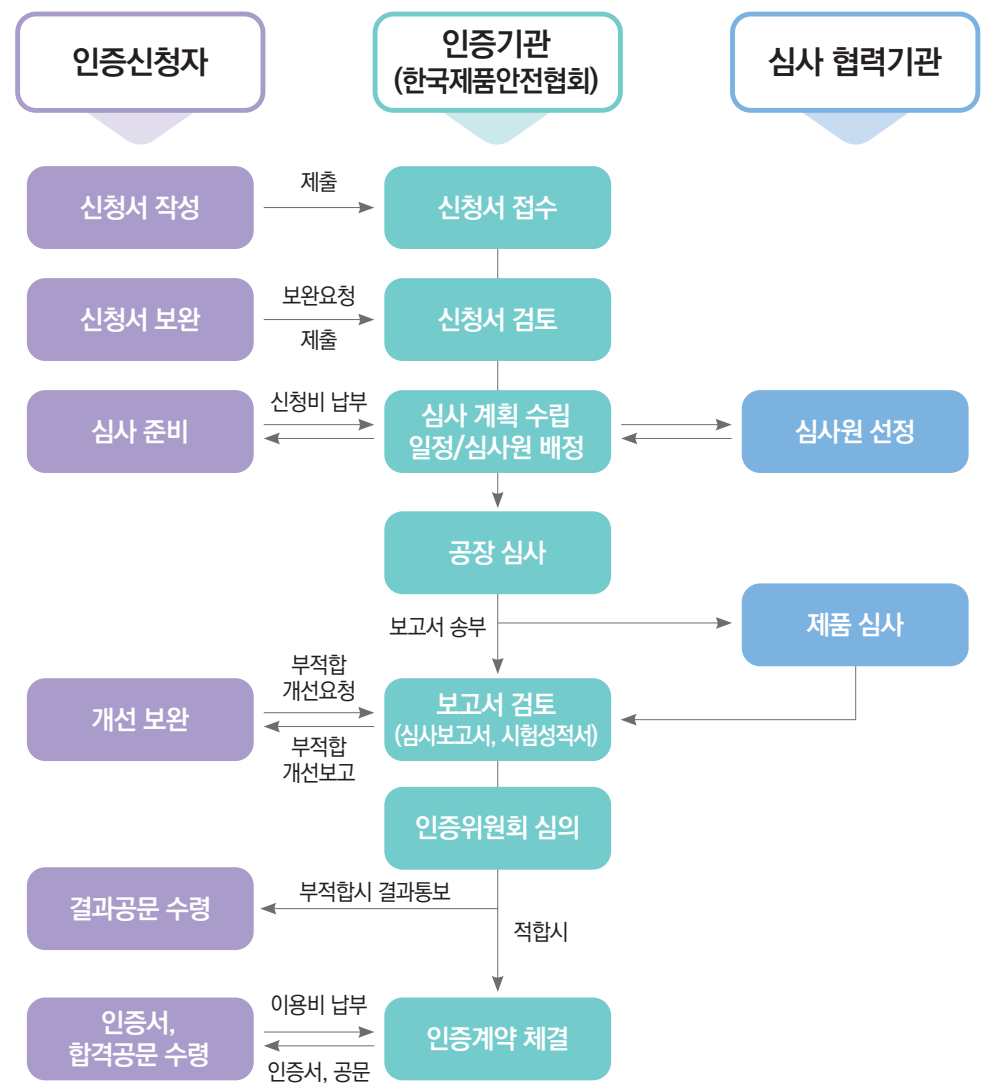 인증신청자
인증기관
(한국제품안전협회)
심사 협력기관
신청서 작성
제출
신청서 접수
신청서 보완
보완요청
제출
신청서 검토
심사 준비
신청비 납부
심사 계획 수립
일정/심사원 배정
심사원 선정
공장 심사
보고서 송부
제품 심사
개선 보완
부적합
개선요청
부적합
개선보고
보고서 검토
(심사보고서, 시험성적서)
인증위원회 심의
결과공문 수령
부적합시 결과통보
적합시
인증서,
합격공문 수령
이용비 납부
인증서, 공문
인증계약 체결